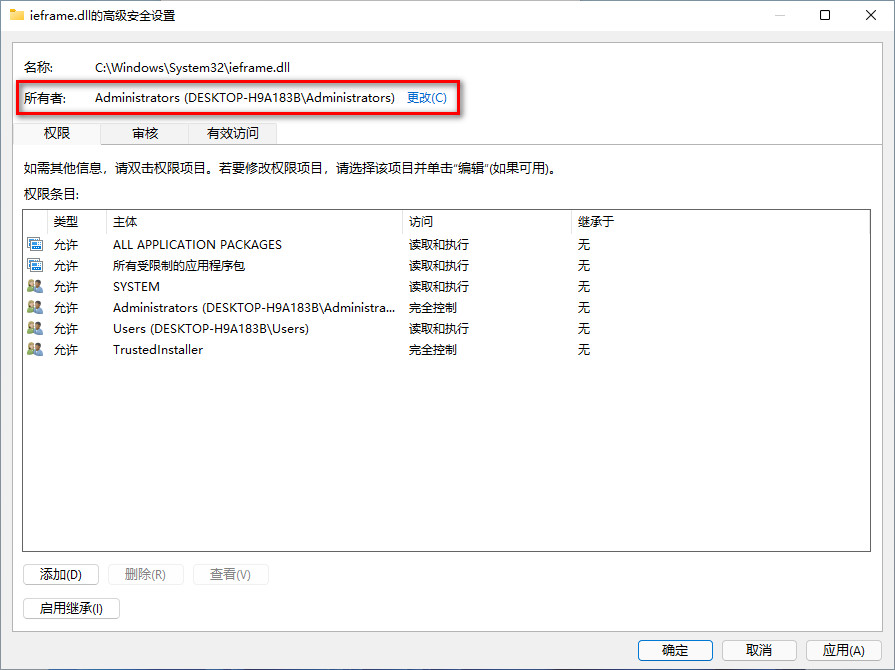 ieframe.dll的高级安全设置
名称: C:\Windows\System32\ieframe.dll
所有者: Administrators (DESKTOP-H9A183B\Administrators) 更改(C)
权限 审核 有效访问
如需其他信息，请双击权限项目。若要修改权限项目，请选择该项目并单击"编辑"(如果可用)。
权限条目:
类型 主体 访问 继承于
允许 ALL APPLICATION PACKAGES 读取和执行 无
允许 所有受限制的应用程序包 读取和执行 无
允许 SYSTEM 读取和执行 无
允许 Administrators (DESKTOP-H9A183B\Administra... 完全控制 无
允许 Users (DESKTOP-H9A183B\Users) 读取和执行 无
允许 TrustedInstaller 完全控制 无
添加(D) 删除(R) 查看(V)
启用继承(I)
确定 取消 应用(A)